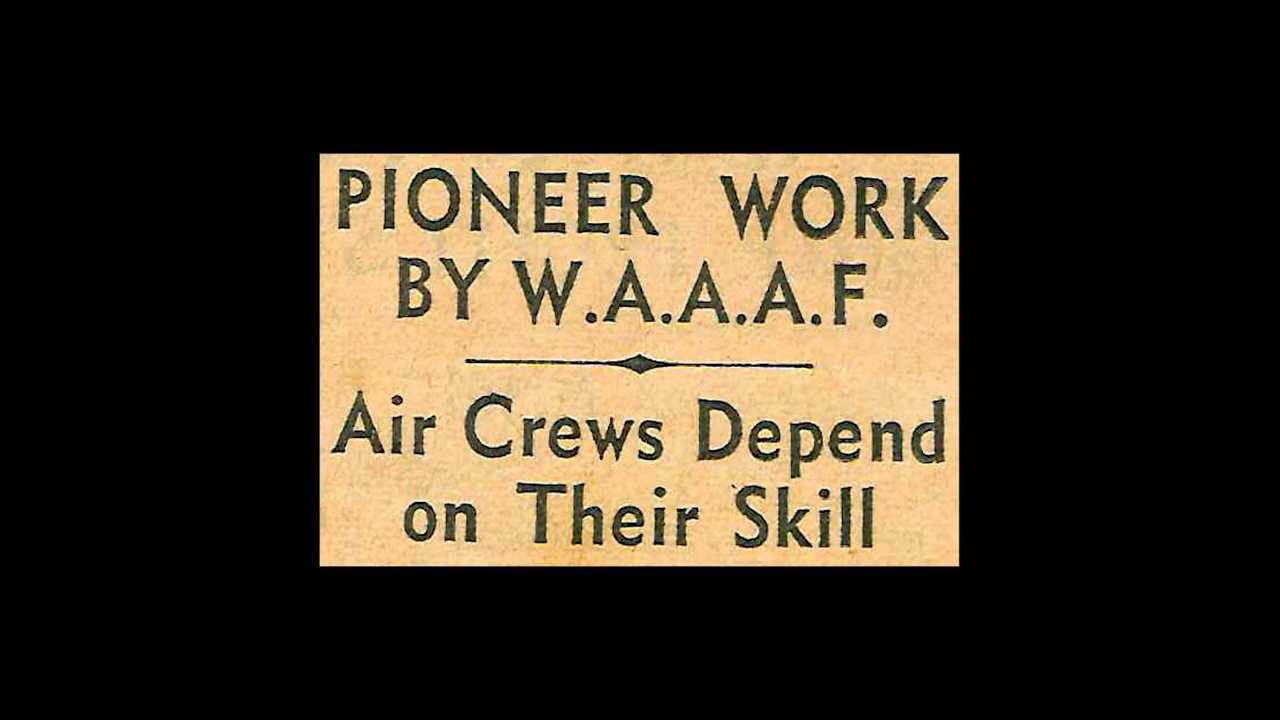 PIONEER WORK
BY W.A.A.A.F.
Air Crews Depend
on Their Skill